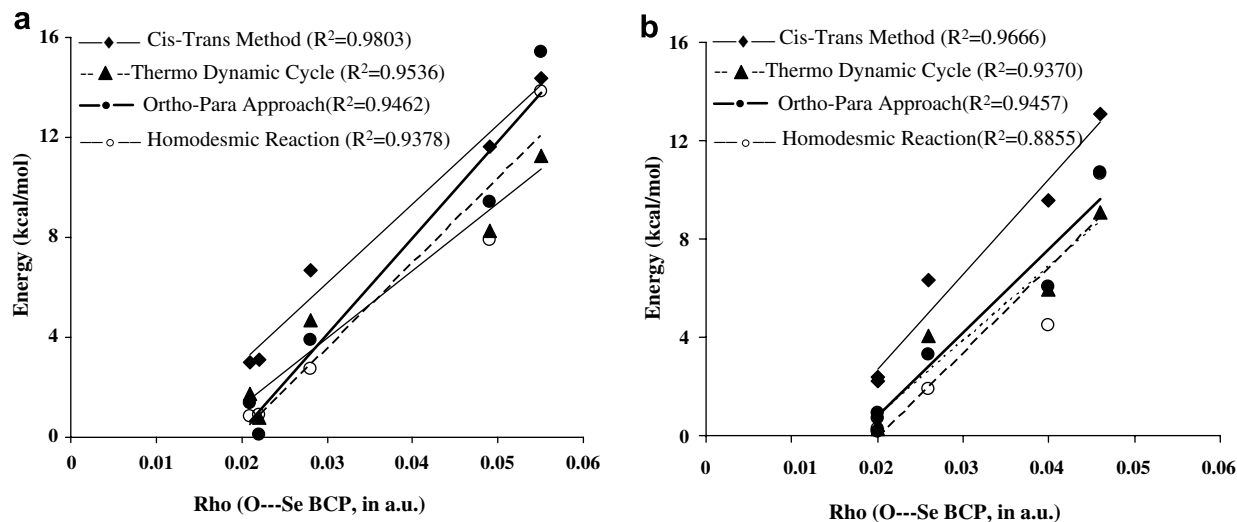 a
Cis-Trans Method (R²=0.9803)
Thermo Dynamic Cycle (R²=0.9536)
Ortho-Para Approach(R²=0.9462)
Homodesmic Reaction (R²=0.9378)
Energy (kcal/mol)
16
12
8
4
0
0
0.01
0.02
0.03
0.04
0.05
0.06
Rho (O---Se BCP, in a.u.)
b
Cis-Trans Method (R²=0.9666)
Thermo Dynamic Cycle (R²=0.9370)
Ortho-Para Approach(R²=0.9457)
Homodesmic Reaction(R²=0.8855)
Energy (kcal/mol)
16
12
8
4
0
0
0.01
0.02
0.03
0.04
0.05
0.06
Rho (O---Se BCP, in a.u.)